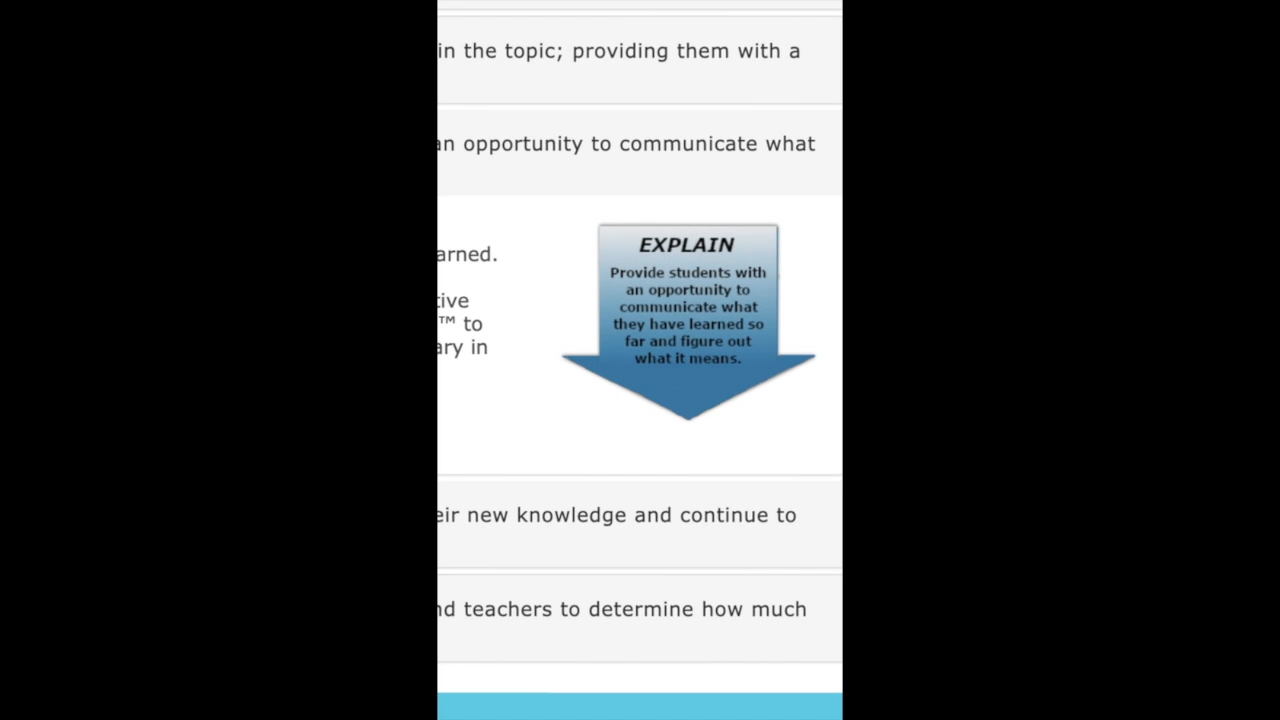 in the topic; providing them with a
an opportunity to communicate what
arned.
tive
™ to
ary in
EXPLAIN
Provide students with
an opportunity to
communicate what
they have learned so
far and figure out
what it means.
eir new knowledge and continue to
nd teachers to determine how much